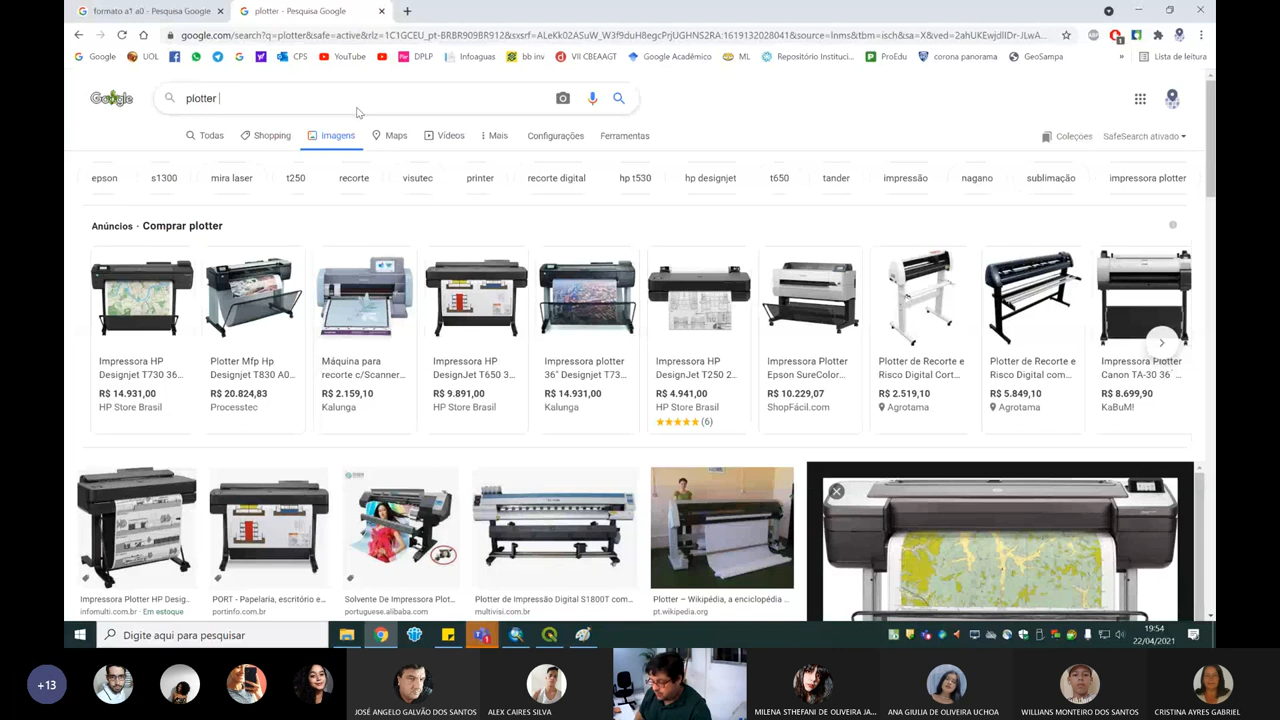 formato a1 a0 - Pesquisa Google
plotter - Pesquisa Google
google.com/search?q=plotter&safe=active&rlz=1C1GCEU_pt-BRBR909BR912&sxsrf=ALeKk02ASuW_W3f9duH8egcPrjUGHNS2RA:1619132028041&source=lnms&tbm=isch&sa=X&ved=2ahUKEwjdlIDr-JLwA...
Google
UOL
CPS
YouTube
DPLP
Infoaguas
bb inv
VII CBEAAGT
Google Acadêmico
ML
Repositório Instituci...
ProEdu
corona panorama
GeoSampa
»
Lista de leitura
Google
plotter
Todas
Shopping
Imagens
Maps
Vídeos
Mais
Configurações
Ferramentas
Coleções
SafeSearch ativado
epson
s1300
mira laser
t250
recorte
visutec
printer
recorte digital
hp t530
hp designjet
t650
tander
impressão
nagano
sublimação
impressora plotter
Anúncios · Comprar plotter
Impressora HP
Designjet T730 36...
R$ 14.931,00
HP Store Brasil
Plotter Mfp Hp
Designjet T830 A0...
R$ 20.824,83
Processtec
Máquina para
recorte c/Scanner...
R$ 2.159,10
Kalunga
Impressora HP
DesignJet T650 3...
R$ 9.891,00
HP Store Brasil
Impressora plotter
36" Designjet T73...
R$ 14.931,00
Kalunga
Impressora HP
DesignJet T250 2...
R$ 4.941,00
HP Store Brasil
(6)
Impressora Plotter
Epson SureColor...
R$ 10.229,07
ShopFácil.com
Plotter de Recorte e
Risco Digital Cort...
R$ 2.519,10
Agrotama
Plotter de Recorte e
Risco Digital com...
R$ 5.849,10
Agrotama
Impressora Plotter
Canon TA-30 36´ ...
R$ 8.699,90
KaBuM!
Impressora Plotter HP Desig...
infomulti.com.br · Em estoque
PORT - Papelaria, escritório e...
portinfo.com.br
Solvente De Impressora Plot...
portuguese.alibaba.com
Plotter de Impressão Digital S1800T com...
multivisi.com.br
Plotter – Wikipédia, a enciclopédia ...
pt.wikipedia.org
Digite aqui para pesquisar
19:54
22/04/2021
+13
JOSÉ ANGELO GALVÃO DOS SANTOS
ALEX CAIRES SILVA
MILENA STHEFANI DE OLIVEIRA JA...
ANA GIULIA DE OLIVEIRA UCHOA
WILLIANS MONTEIRO DOS SANTOS
CRISTINA AYRES GABRIEL